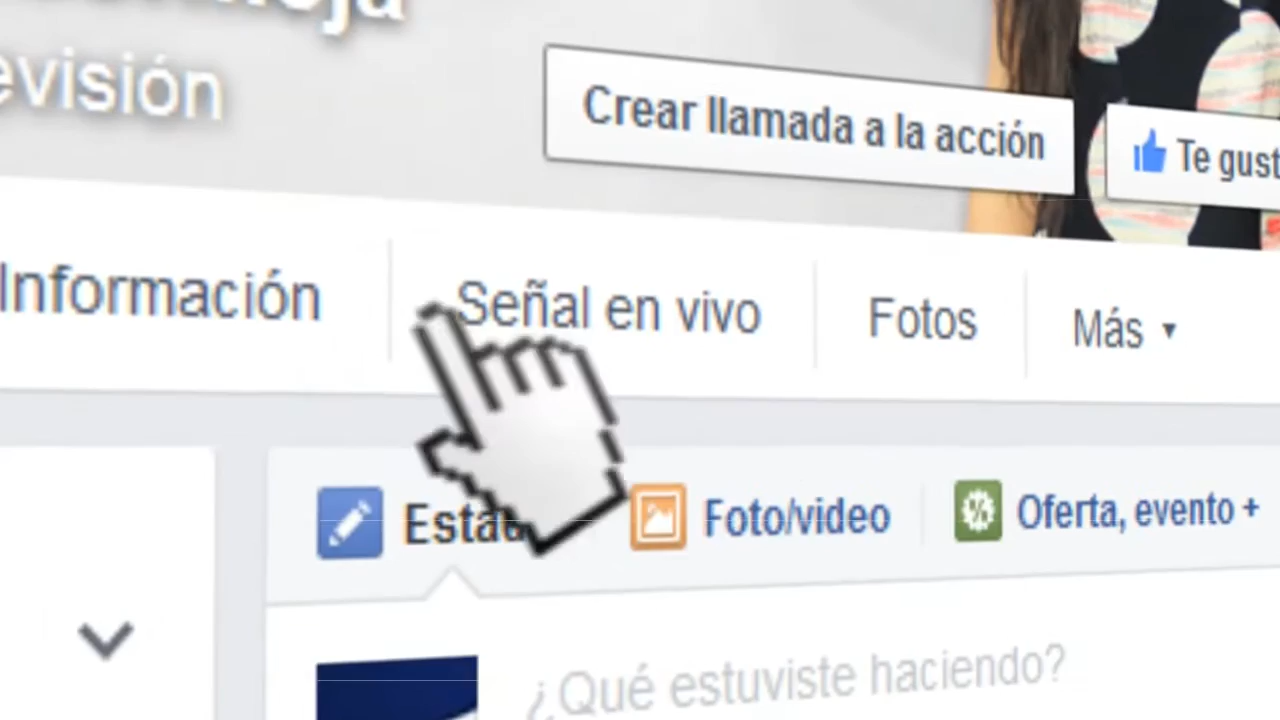 evisión
Crear llamada a la acción
Te gust
Información
Señal en vivo
Fotos
Más
Estad
Foto/video
Oferta, evento +
¿Qué estuviste haciendo?